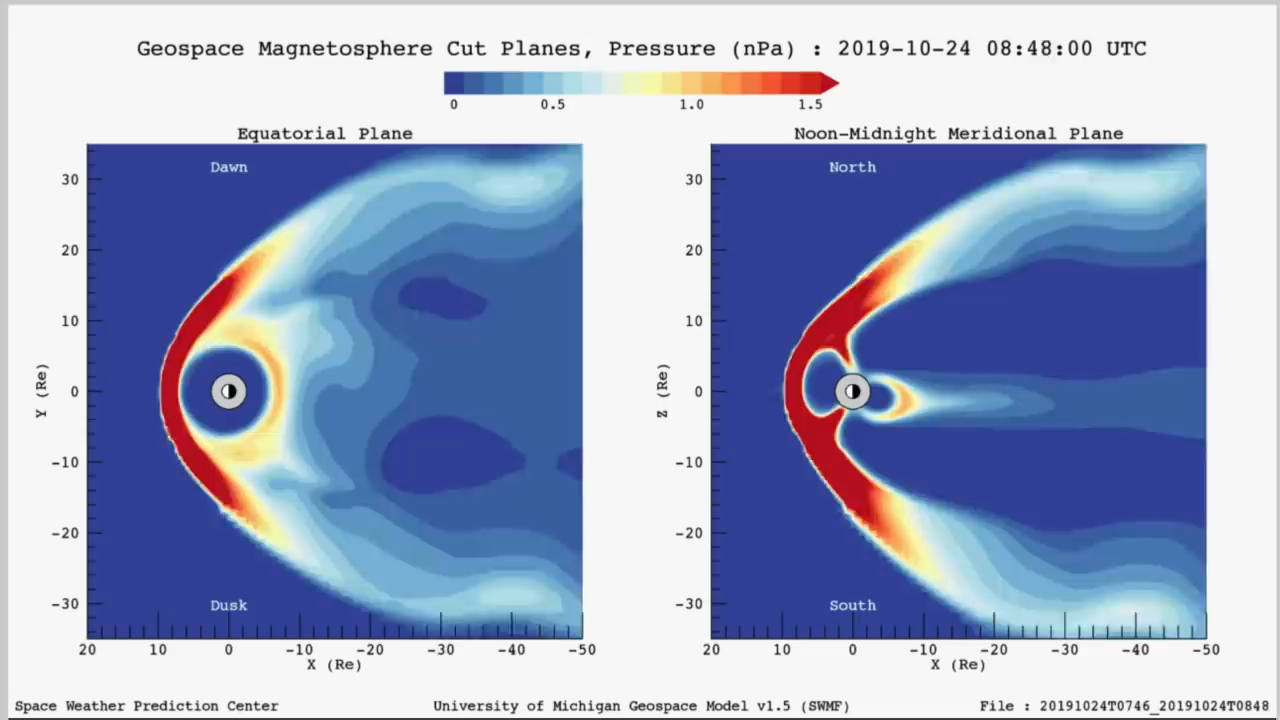 Geospace Magnetosphere Cut Planes, Pressure (nPa) : 2019-10-24 08:48:00 UTC
0 0.5 1.0 1.5
Equatorial Plane
Dawn
30
20
10
0
-10
-20
-30
Y (Re)
Dusk
20 10 0 -10 -20 -30 -40 -50
X (Re)
Noon-Midnight Meridional Plane
North
30
20
10
0
-10
-20
-30
Z (Re)
South
20 10 0 -10 -20 -30 -40 -50
X (Re)
Space Weather Prediction Center
University of Michigan Geospace Model v1.5 (SWMF)
File : 20191024T0746_20191024T0848